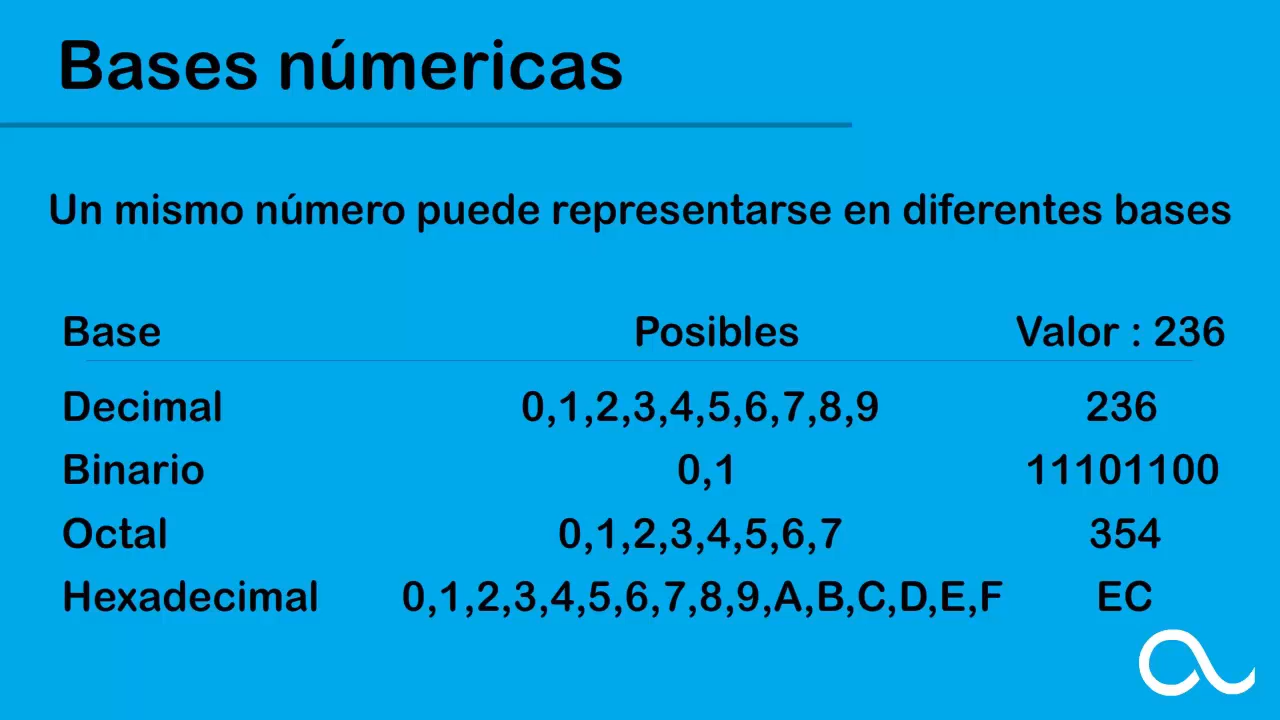 Bases númericas
Un mismo número puede representarse en diferentes bases
Base Posibles Valor : 236
Decimal 0,1,2,3,4,5,6,7,8,9 236
Binario 0,1 11101100
Octal 0,1,2,3,4,5,6,7 354
Hexadecimal 0,1,2,3,4,5,6,7,8,9,A,B,C,D,E,F EC